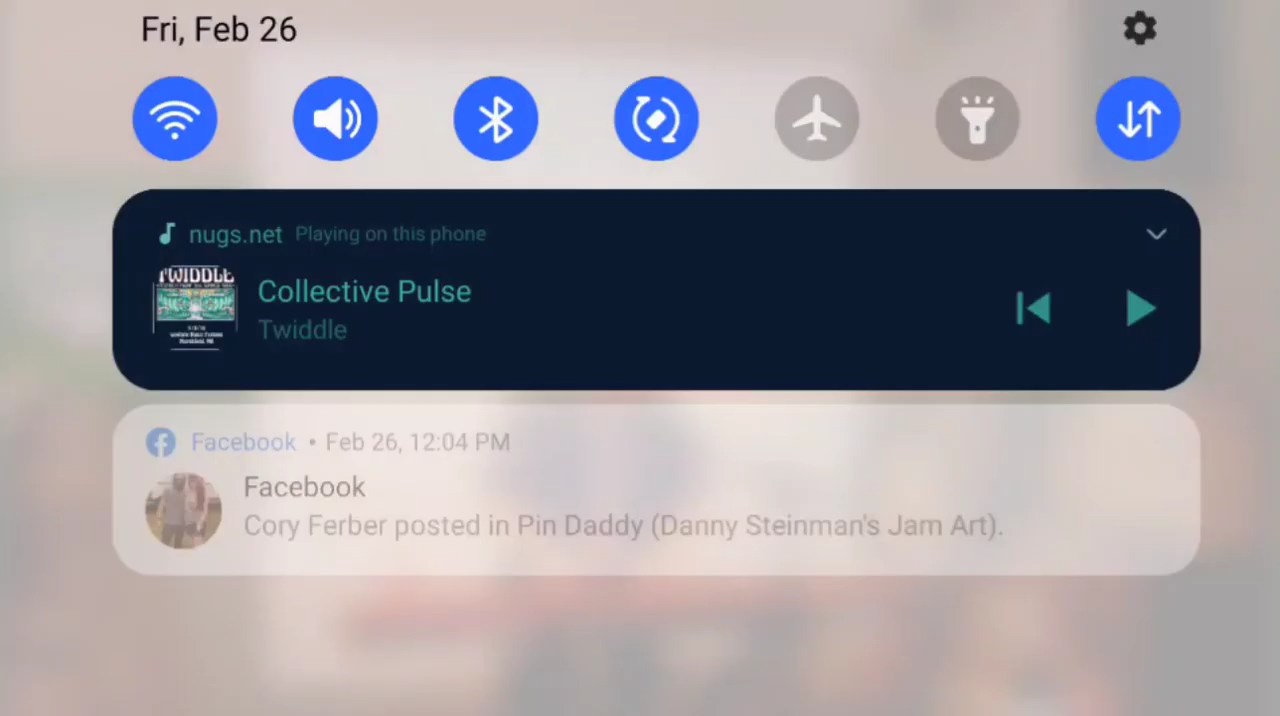 Fri, Feb 26
nugs.net Playing on this phone
TWIDDLE
Collective Pulse
Twiddle
Facebook • Feb 26, 12:04 PM
Facebook
Cory Ferber posted in Pin Daddy (Danny Steinman's Jam Art).